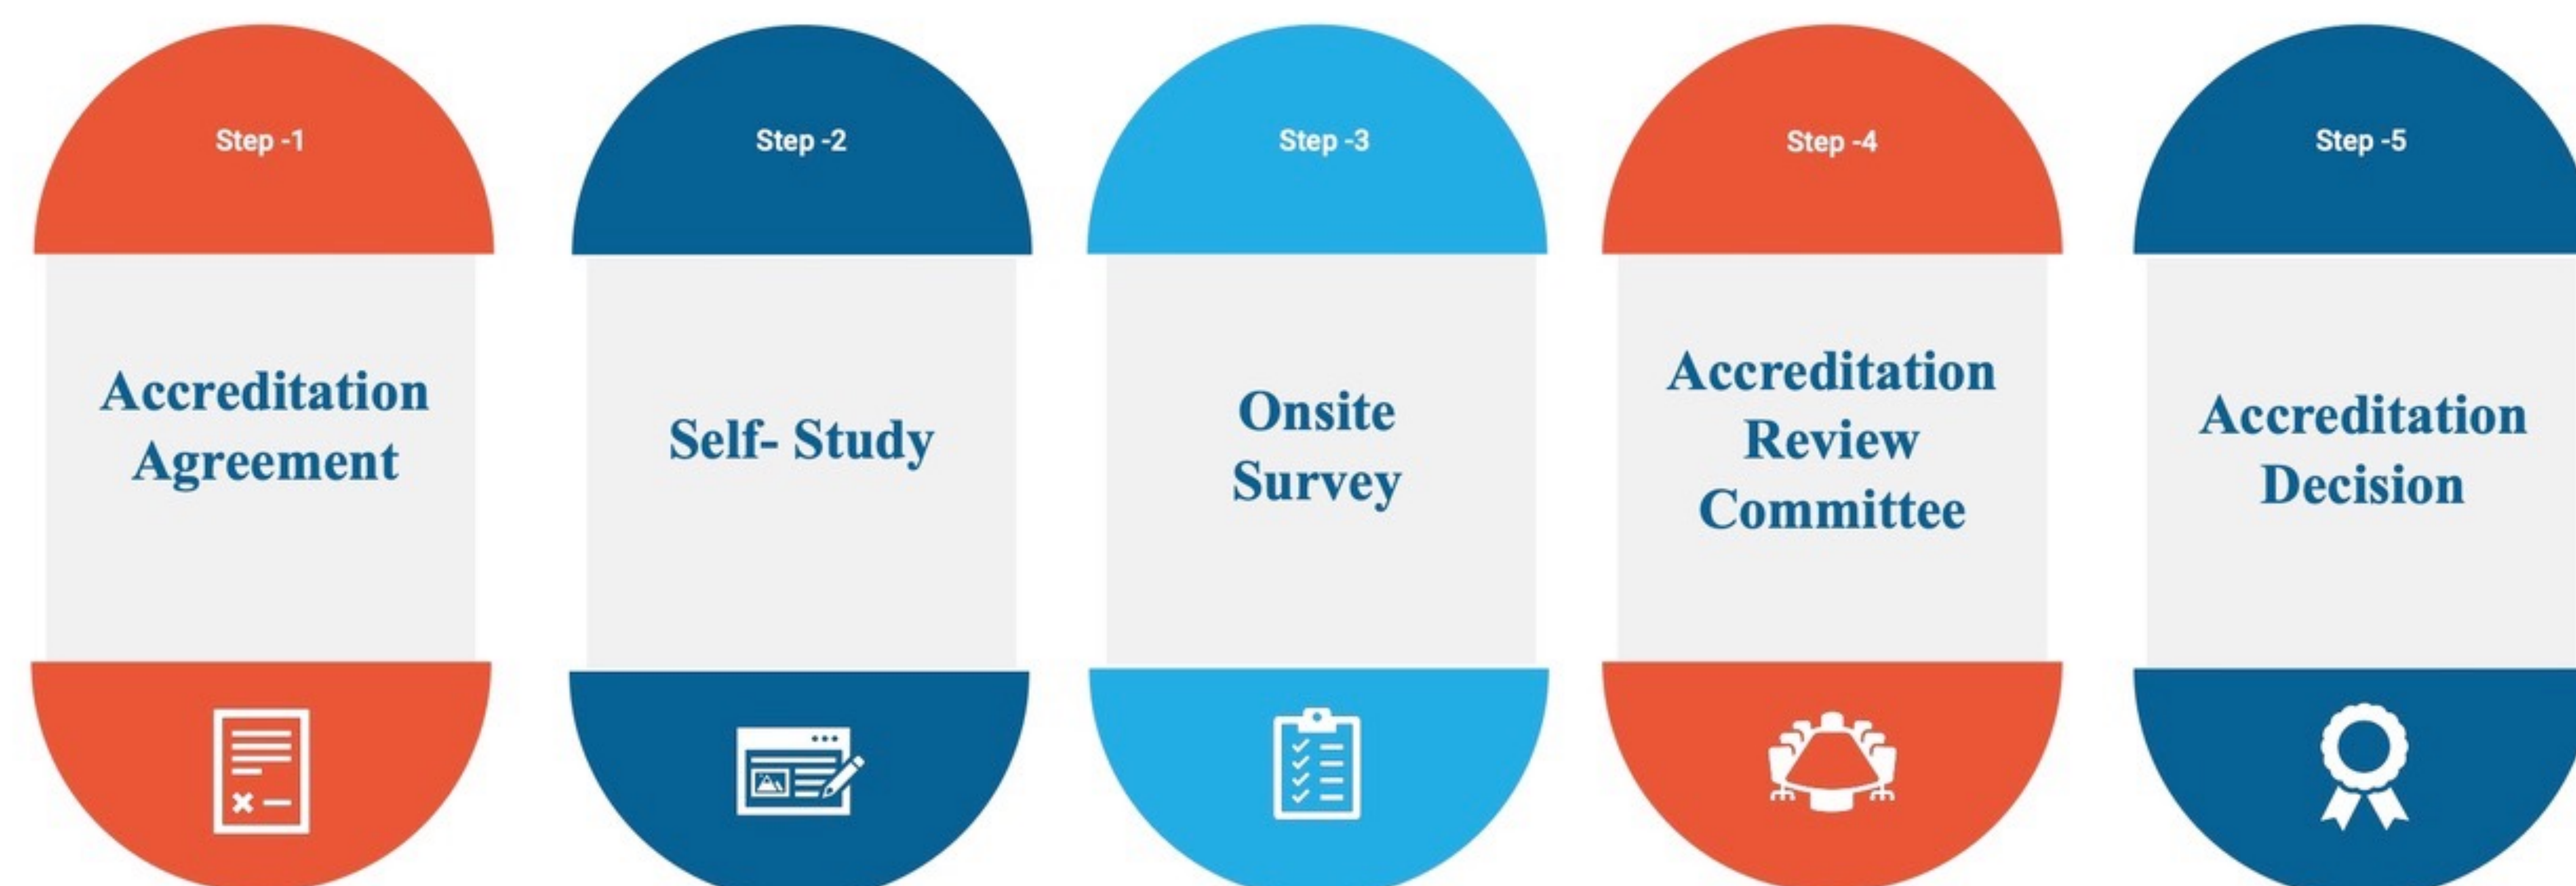 Step -1
Accreditation
Agreement
Step -2
Self- Study
Step -3
Onsite
Survey
Step -4
Accreditation
Review
Committee
Step -5
Accreditation
Decision